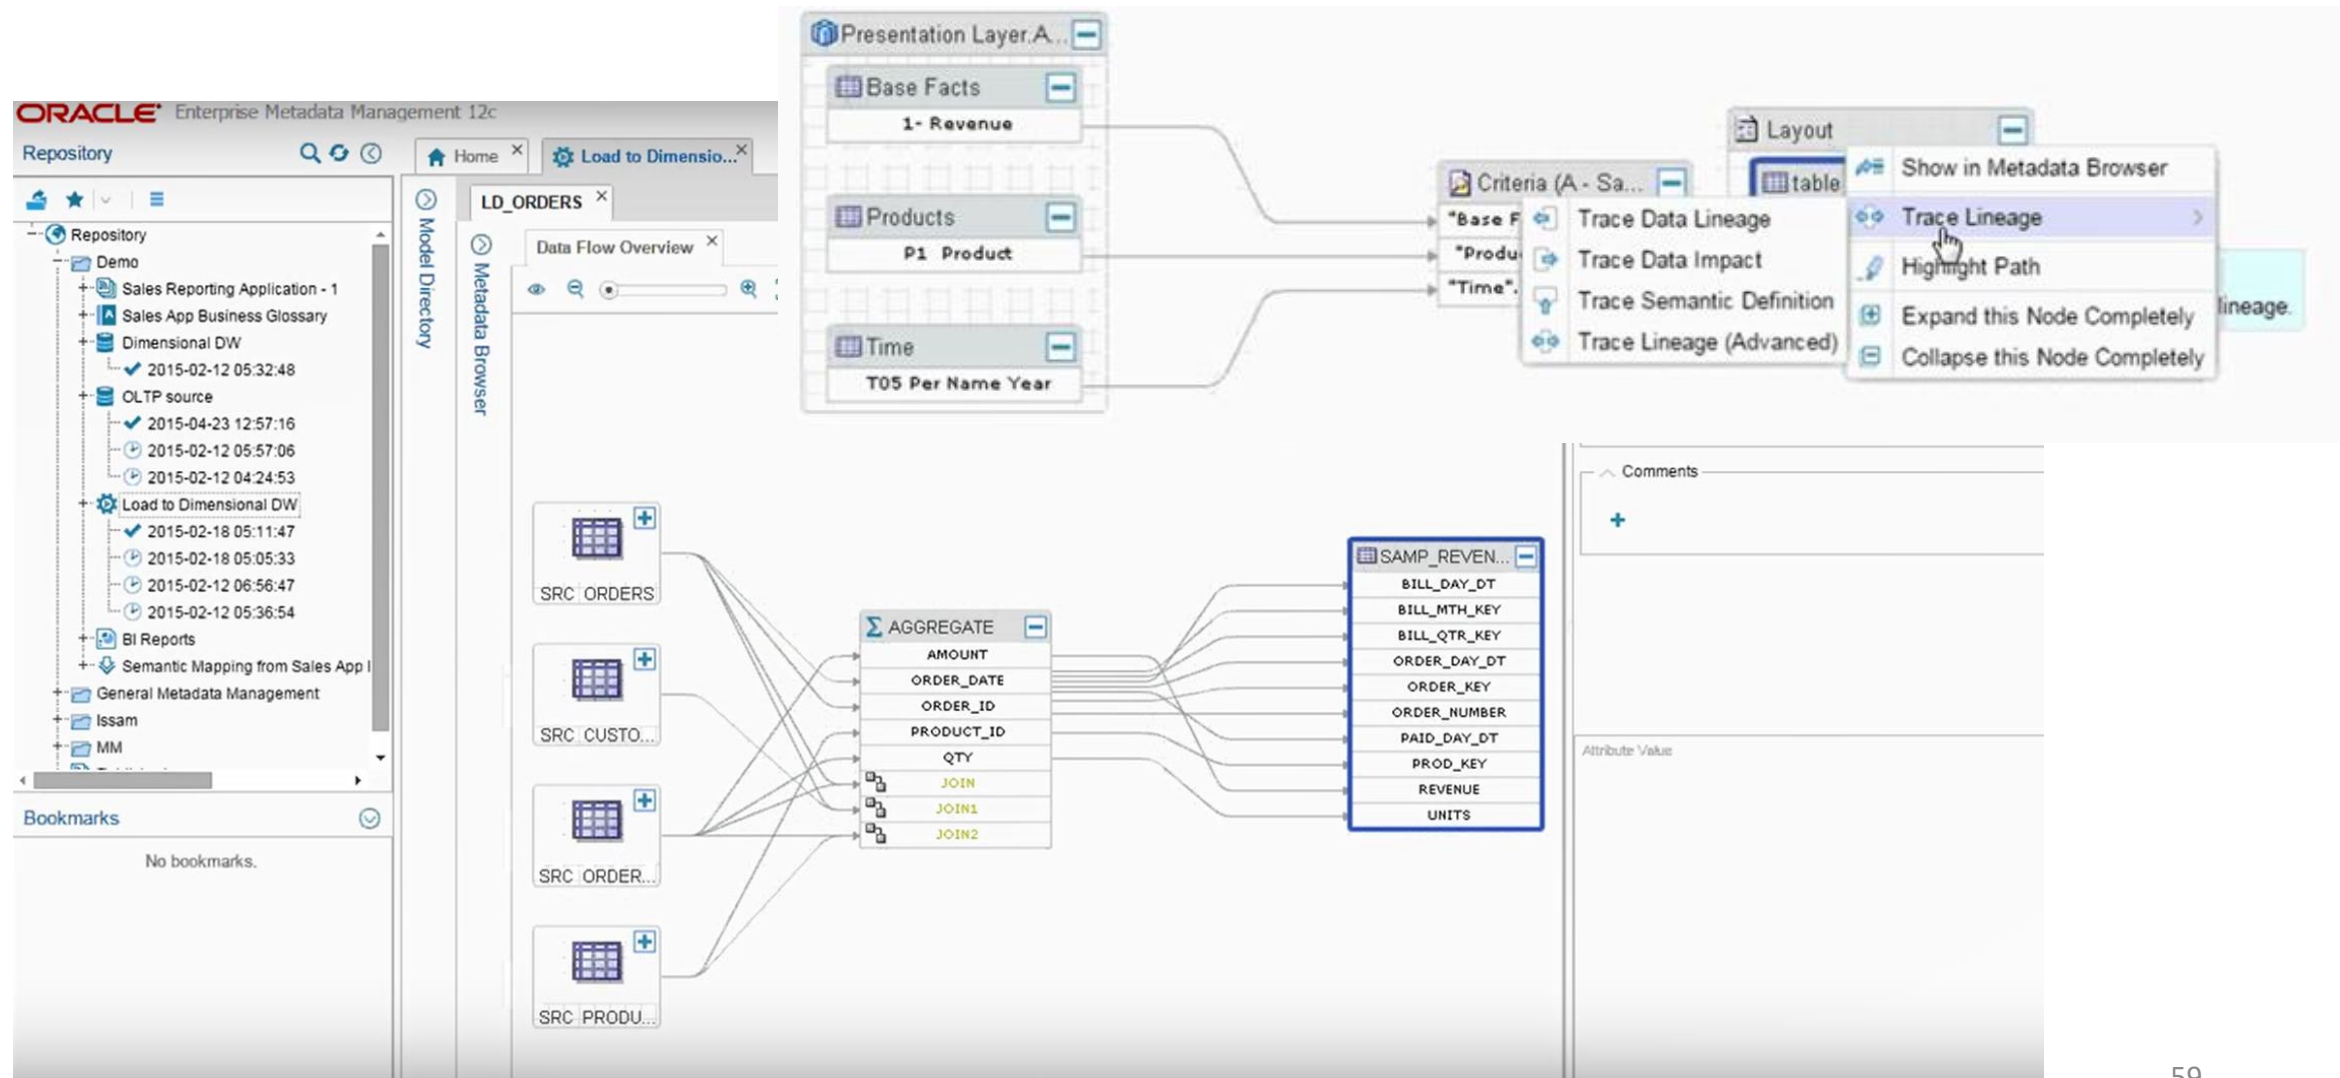 Presentation Layer.A...
Base Facts
1- Revenue
Products
P1 Product
Time
T05 Per Name Year
Criteria (A - Sa...
"Base F
"Produ
"Time".
Layout
table
Show in Metadata Browser
Trace Lineage
Highlight Path
Expand this Node Completely
Collapse this Node Completely
Trace Data Lineage
Trace Data Impact
Trace Semantic Definition
Trace Lineage (Advanced)
lineage.
ORACLE Enterprise Metadata Management 12c
Repository
Home
Load to Dimensio...
LD_ORDERS
Data Flow Overview
Model Directory
Metadata Browser
Repository
Demo
Sales Reporting Application - 1
Sales App Business Glossary
Dimensional DW
2015-02-12 05:32:48
OLTP source
2015-04-23 12:57:16
2015-02-12 05:57:06
2015-02-12 04:24:53
Load to Dimensional DW
2015-02-18 05:11:47
2015-02-18 05:05:33
2015-02-12 06:56:47
2015-02-12 05:36:54
BI Reports
Semantic Mapping from Sales App
General Metadata Management
Issam
MM
Bookmarks
No bookmarks.
SRC ORDERS
SRC CUSTO...
SRC ORDER...
SRC PRODU...
AGGREGATE
AMOUNT
ORDER_DATE
ORDER_ID
PRODUCT_ID
QTY
JOIN
JOIN1
JOIN2
SAMP_REVEN...
BILL_DAY_DT
BILL_MTH_KEY
BILL_QTR_KEY
ORDER_DAY_DT
ORDER_KEY
ORDER_NUMBER
PAID_DAY_DT
PROD_KEY
REVENUE
UNITS
Comments
Attribute Value
59